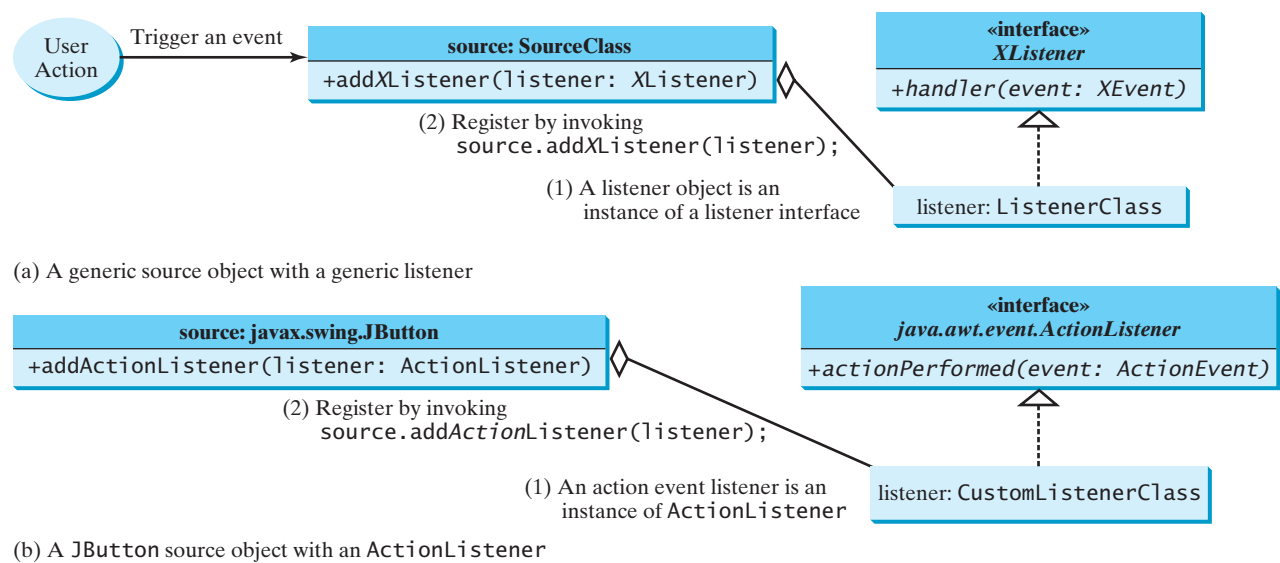 User
Action
Trigger an event
source: SourceClass
+addXListener(listener: XListener)
«interface»
XListener
+handler(event: XEvent)
(2) Register by invoking
source.addXListener(listener);
(1) A listener object is an
instance of a listener interface
listener: ListenerClass
(a) A generic source object with a generic listener
source: javax.swing.JButton
+addActionListener(listener: ActionListener)
«interface»
java.awt.event.ActionListener
+actionPerformed(event: ActionEvent)
(2) Register by invoking
source.addActionListener(listener);
(1) An action event listener is an
instance of ActionListener
listener: CustomListenerClass
(b) A JButton source object with an ActionListener